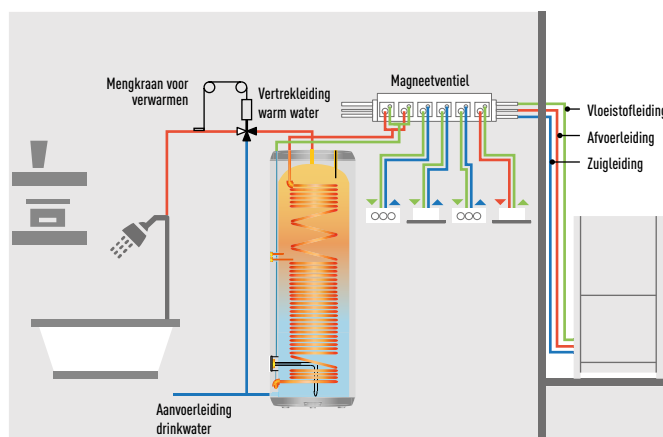 Mengkraan voor
verwarmen
Vertrekleiding
warm water
Magneetventiel
Vloeistofleiding
Afvoerleiding
Zuigleiding
Aanvoerleiding
drinkwater